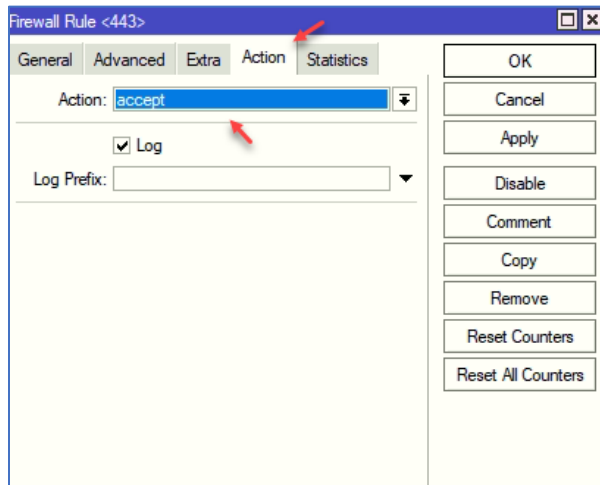 Firewall Rule <443>
General Advanced Extra Action Statistics
Action: accept
Log
Log Prefix:
OK
Cancel
Apply
Disable
Comment
Copy
Remove
Reset Counters
Reset All Counters